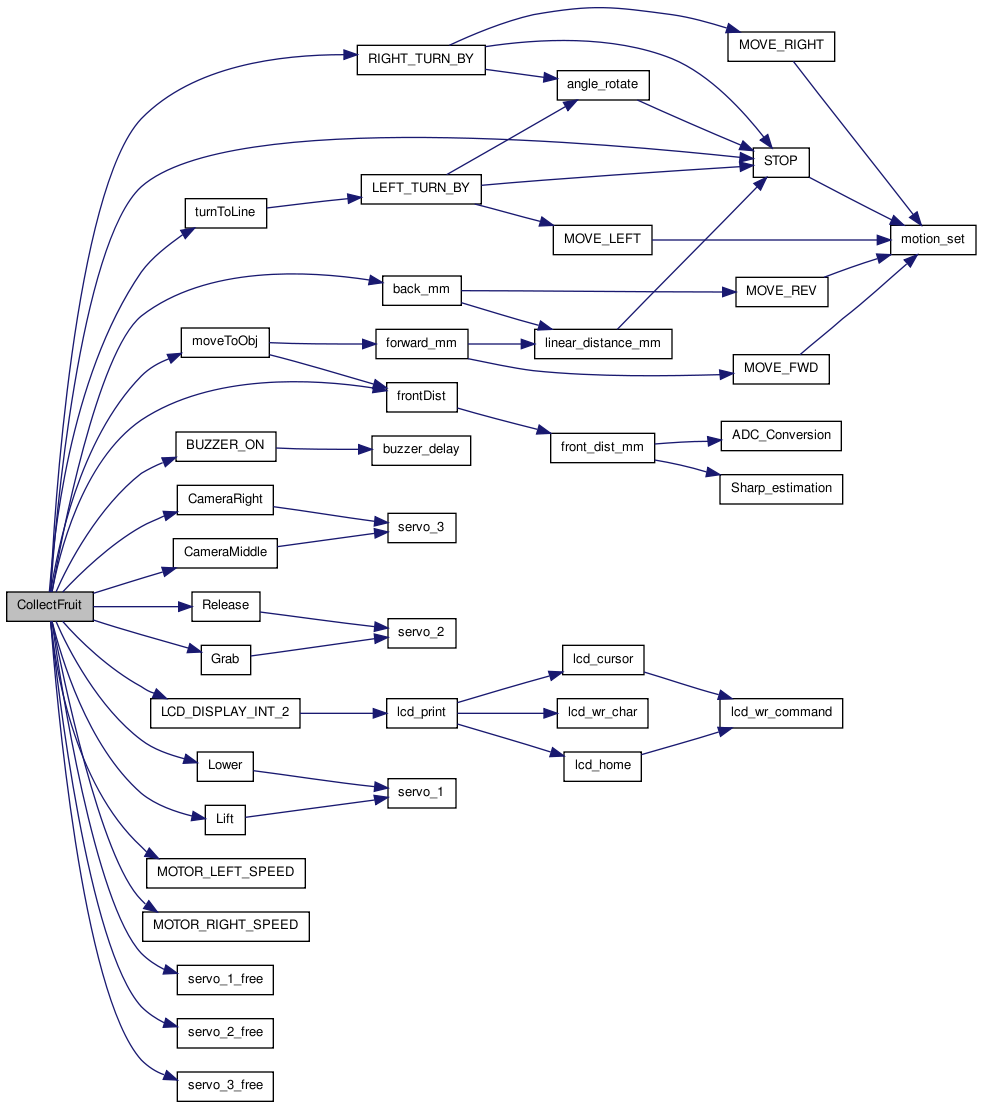 MOVE_RIGHT
RIGHT_TURN_BY
angle_rotate
STOP
LEFT_TURN_BY
turnToLine
MOVE_LEFT
motion_set
back_mm
MOVE_REV
moveToObj
forward_mm
linear_distance_mm
MOVE_FWD
frontDist
ADC_Conversion
BUZZER_ON
buzzer_delay
front_dist_mm
Sharp_estimation
CameraRight
servo_3
CameraMiddle
CollectFruit
Release
servo_2
Grab
lcd_cursor
LCD_DISPLAY_INT_2
lcd_print
lcd_wr_char
lcd_wr_command
Lower
lcd_home
servo_1
Lift
MOTOR_LEFT_SPEED
MOTOR_RIGHT_SPEED
servo_1_free
servo_2_free
servo_3_free